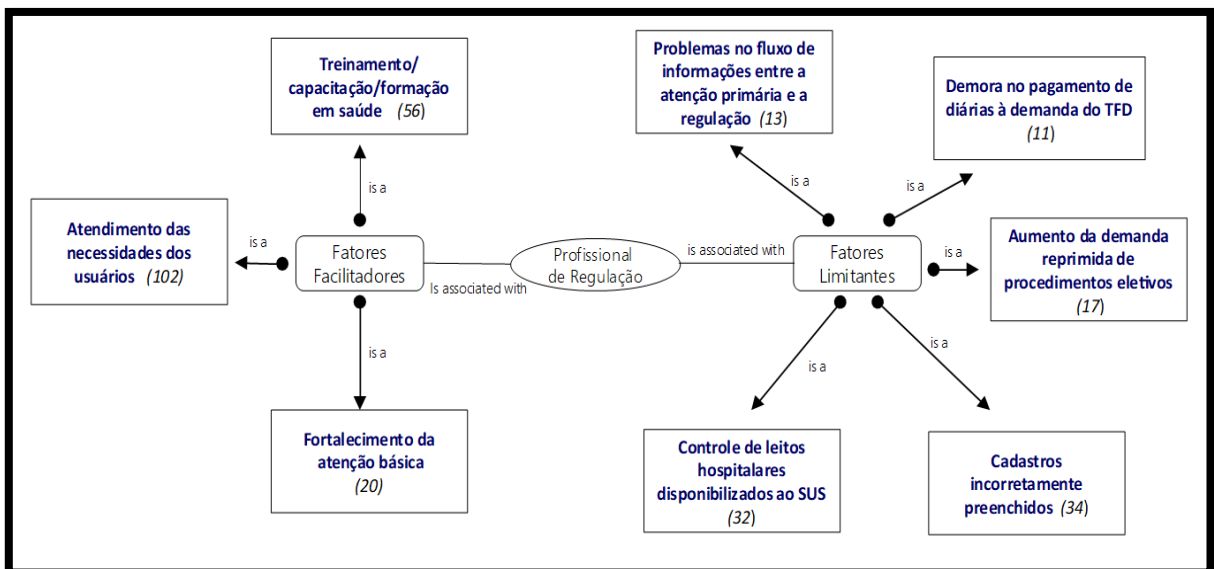 Treinamento/
capacitação/formação
em saúde (56)
Problemas no fluxo de
informações entre a
atenção primária e a
regulação (13)
Demora no pagamento de
diárias à demanda do TFD
(11)
is a
is a
is a
Atendimento das
necessidades dos
usuários (102)
is a
Fatores
Facilitadores
Is associated with
Profissional
de Regulação
is associated with
Fatores
Limitantes
is a
Aumento da demanda
reprimida de
procedimentos eletivos
(17)
is a
is a
is a
Fortalecimento da
atenção básica
(20)
Controle de leitos
hospitalares
disponibilizados ao SUS
(32)
Cadastros
incorretamente
preenchidos (34)